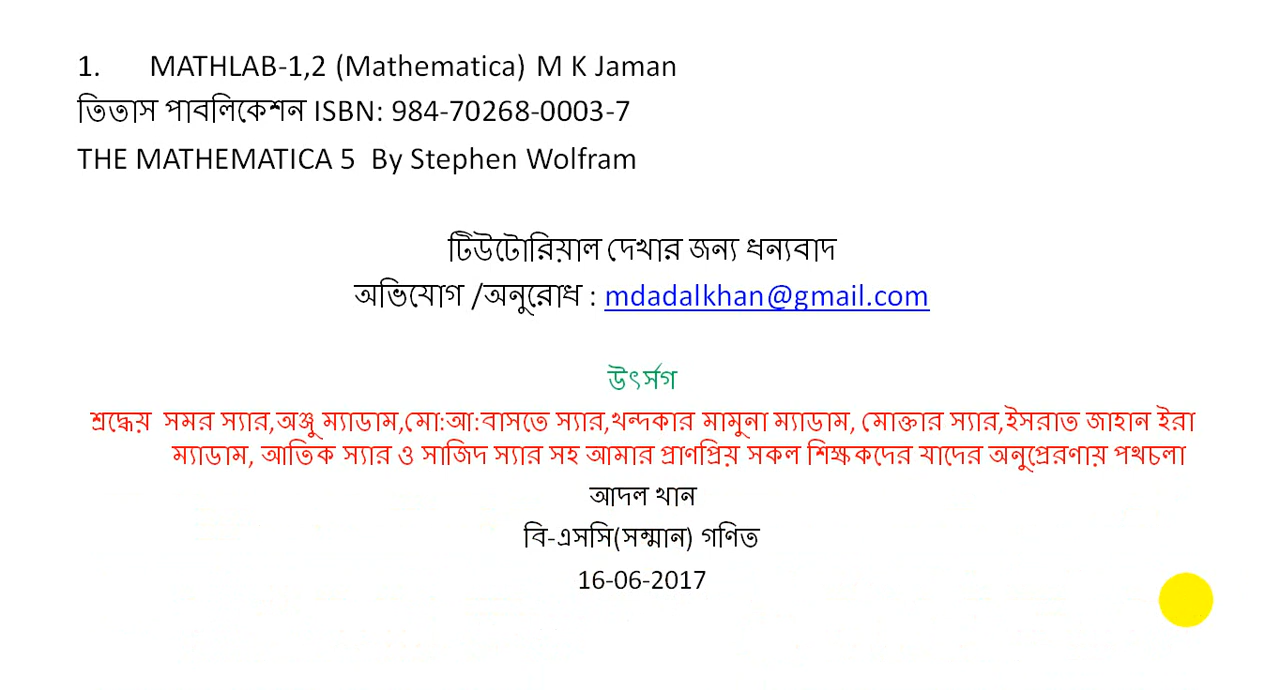 1. MATHLAB-1,2 (Mathematica) M K Jaman
তিতাস পাবলিকেশন ISBN: 984-70268-0003-7
THE MATHEMATICA 5 By Stephen Wolfram
টিউটোরিয়াল দেখার জন্য ধন্যবাদ
অভিযোগ /অনুরোধ : mdadalkhan@gmail.com
উৎর্সগ
শ্রদ্ধেয় সমর স্যার,অঞ্জু ম্যাডাম,মো:আ:বাসতে স্যার,খন্দকার মামুনা ম্যাডাম, মোক্তার স্যার,ইসরাত জাহান ইরা
ম্যাডাম, আতিক স্যার ও সাজিদ স্যার সহ আমার প্রাণপ্রিয় সকল শিক্ষকদের যাদের অনুপ্রেরণায় পথচলা
আদল খান
বি-এসসি(সম্মান) গণিত
16-06-2017